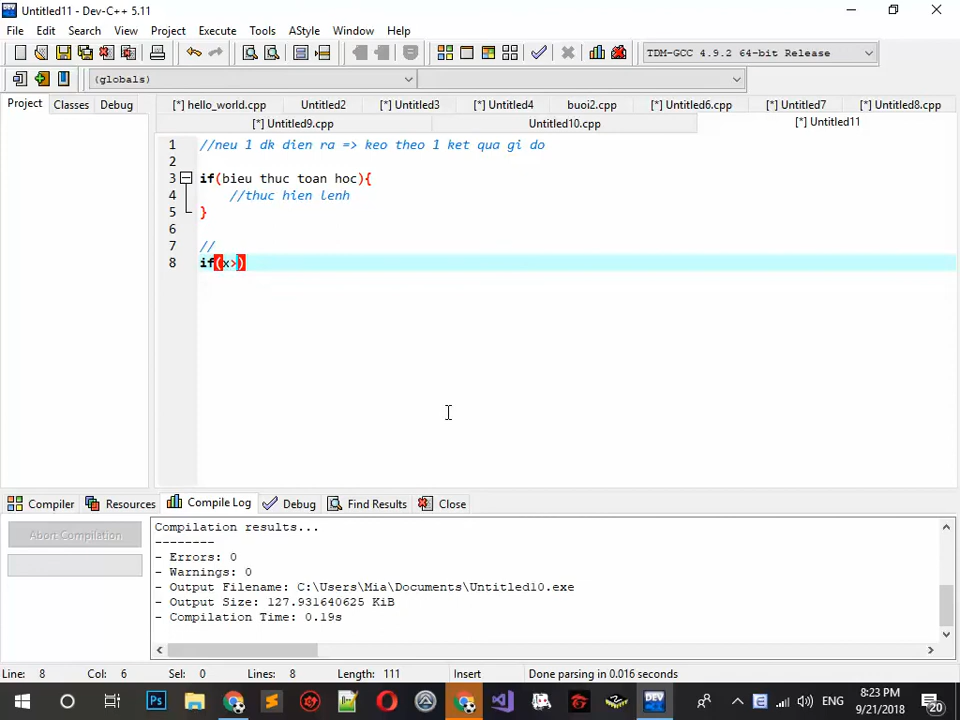 Untitled11 - Dev-C++ 5.11
File Edit Search View Project Execute Tools AStyle Window Help
TDM-GCC 4.9.2 64-bit Release
(globals)
Project Classes Debug
[*] hello_world.cpp Untitled2 [*] Untitled3 [*] Untitled4 buoi2.cpp [*] Untitled6.cpp [*] Untitled7 [*] Untitled8.cpp
[*] Untitled9.cpp Untitled10.cpp [*] Untitled11
1 //neu 1 dk dien ra => keo theo 1 ket qua gi do
2
3 if(bieu thuc toan hoc){
4 //thuc hien lenh
5 }
6
7 //
8 if(x>)
Compiler Resources Compile Log Debug Find Results Close
Abort Compilation
Compilation results...
--------
- Errors: 0
- Warnings: 0
- Output Filename: C:\Users\Mia\Documents\Untitled10.exe
- Output Size: 127.931640625 KiB
- Compilation Time: 0.19s
Line: 8 Col: 6 Sel: 0 Lines: 8 Length: 111 Insert Done parsing in 0.016 seconds
Ps DEV ENG 8:23 PM
9/21/2018 20